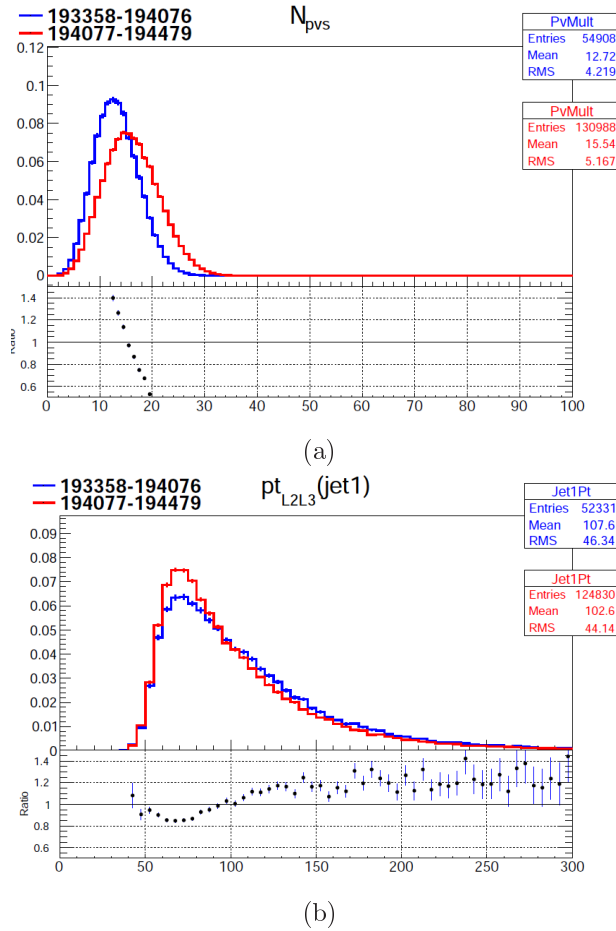 193358-194076
194077-194479
N_pvs
PvMult
Entries 54908
Mean 12.72
RMS 4.219
PvMult
Entries 130988
Mean 15.54
RMS 5.167
0.12
0.1
0.08
0.06
0.04
0.02
0
1.4
1.2
1
0.8
0.6
Ratio
0 10 20 30 40 50 60 70 80 90 100
(a)
193358-194076
194077-194479
pt_L2L3(jet1)
Jet1Pt
Entries 52331
Mean 107.6
RMS 46.34
Jet1Pt
Entries 124830
Mean 102.6
RMS 44.14
0.09
0.08
0.07
0.06
0.05
0.04
0.03
0.02
0.01
0
1.4
1.2
1
0.8
0.6
Ratio
0 50 100 150 200 250 300
(b)